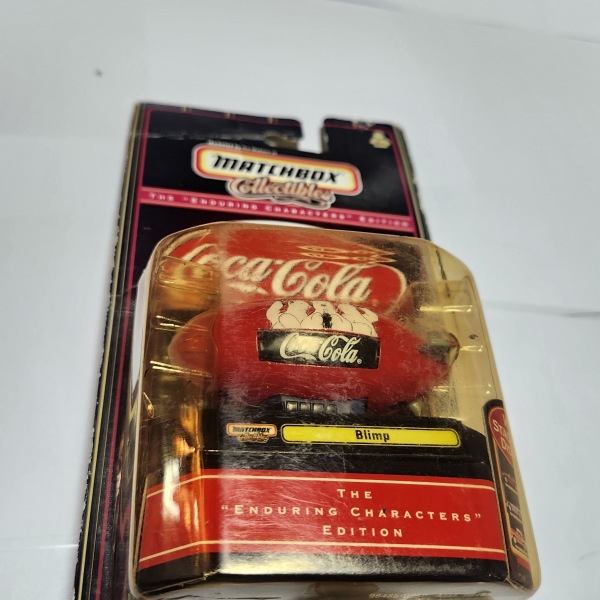 MATCHBOX
Collectibles
THE "ENDURING CHARACTERS" EDITION
Coca-Cola
Coca-Cola
MATCHBOX
Blimp
THE
"ENDURING CHARACTERS"
EDITION